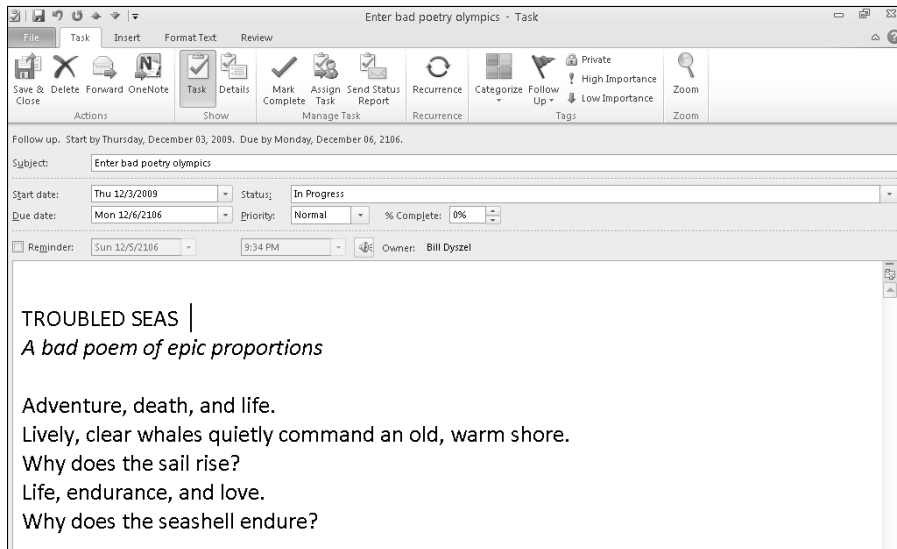 Enter bad poetry olympics - Task
File Task Insert Format Text Review
Save & Close Delete Forward OneNote Task Details Mark Complete Assign Task Send Status Report Recurrence Categorize Follow Up Private High Importance Low Importance Zoom
Actions Show Manage Task Recurrence Tags Zoom
Follow up. Start by Thursday, December 03, 2009. Due by Monday, December 06, 2106.
Subject: Enter bad poetry olympics
Start date: Thu 12/3/2009 Status: In Progress
Due date: Mon 12/6/2106 Priority: Normal % Complete: 0%
Reminder: Sun 12/5/2106 9:34 PM Owner: Bill Dyszel
TROUBLED SEAS
A bad poem of epic proportions
Adventure, death, and life.
Lively, clear whales quietly command an old, warm shore.
Why does the sail rise?
Life, endurance, and love.
Why does the seashell endure?